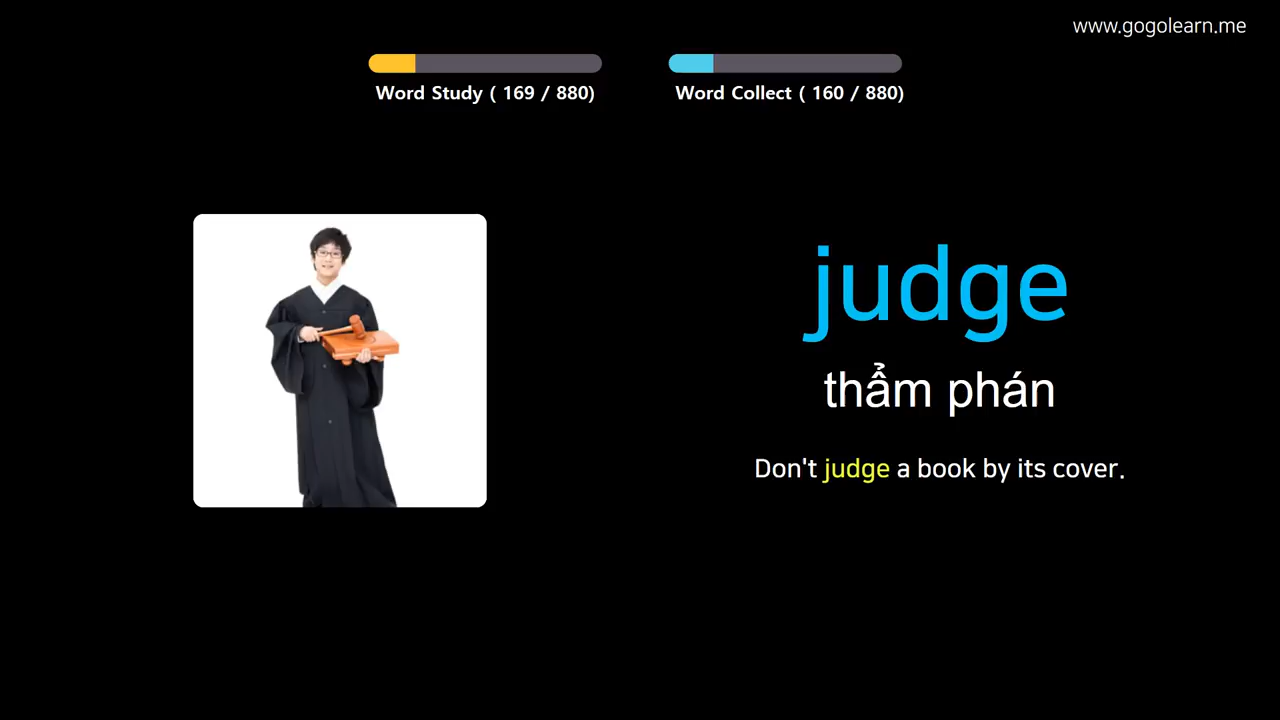 www.gogolearn.me
Word Study ( 169 / 880)
Word Collect ( 160 / 880)
judge
thẩm phán
Don't judge a book by its cover.